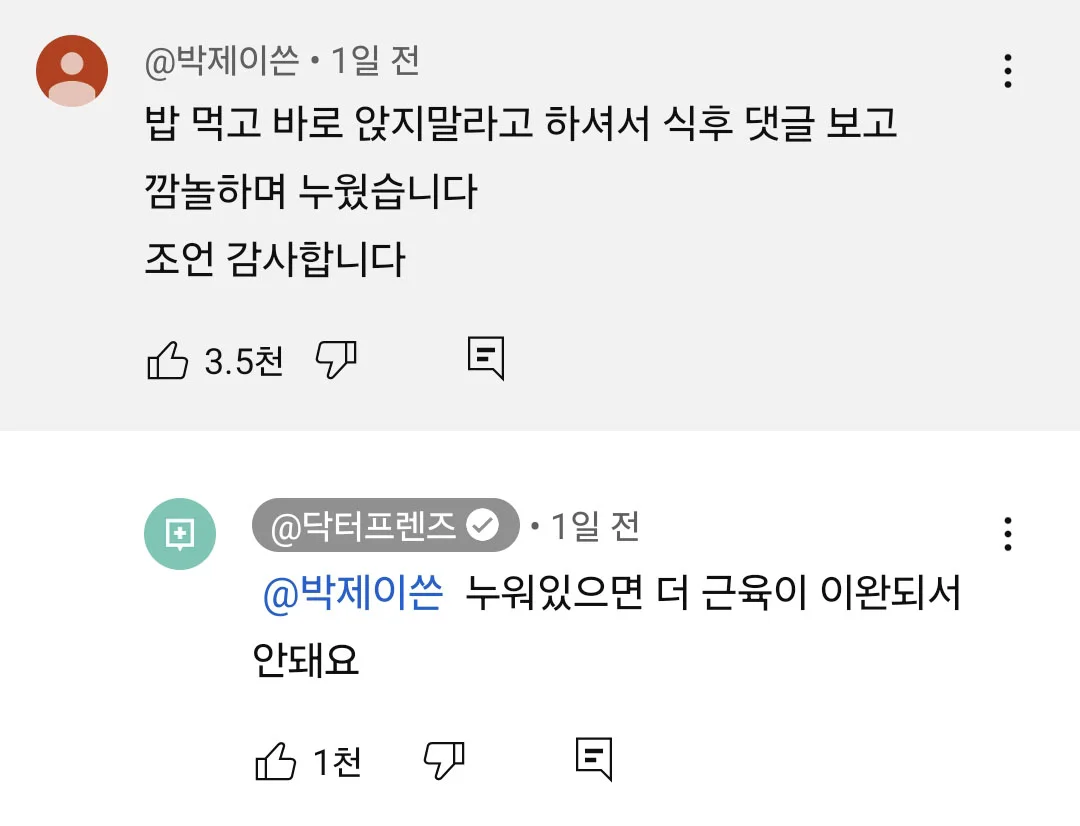 @박제이쓴 • 1일 전
밥 먹고 바로 앉지말라고 하셔서 식후 댓글 보고
깜놀하며 누웠습니다
조언 감사합니다
3.5천
@닥터프렌즈 • 1일 전
@박제이쓴 누워있으면 더 근육이 이완되서
안돼요
1천